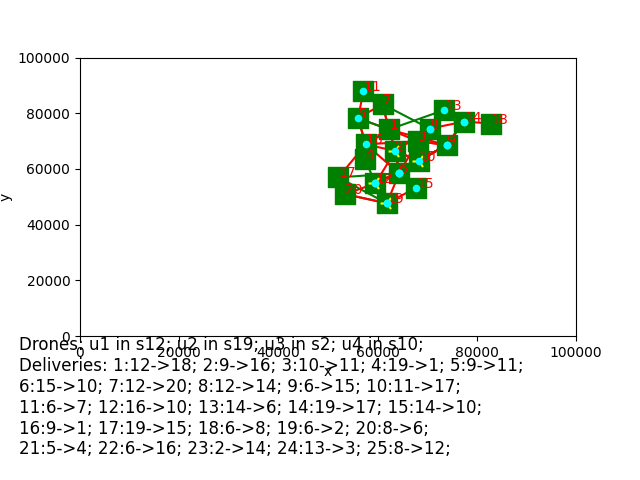 100000
80000
60000
40000
20000
0
0 20000 40000 60000 80000 100000
x
y
Drones: u1 in s12; u2 in s19; u3 in s2; u4 in s10;
Deliveries: 1:12->18; 2:9->16; 3:10->11; 4:19->1; 5:9->11;
6:15->10; 7:12->20; 8:12->14; 9:6->15; 10:11->17;
11:6->7; 12:16->10; 13:14->6; 14:19->17; 15:14->10;
16:9->1; 17:19->15; 18:6->8; 19:6->2; 20:8->6;
21:5->4; 22:6->16; 23:2->14; 24:13->3; 25:8->12;